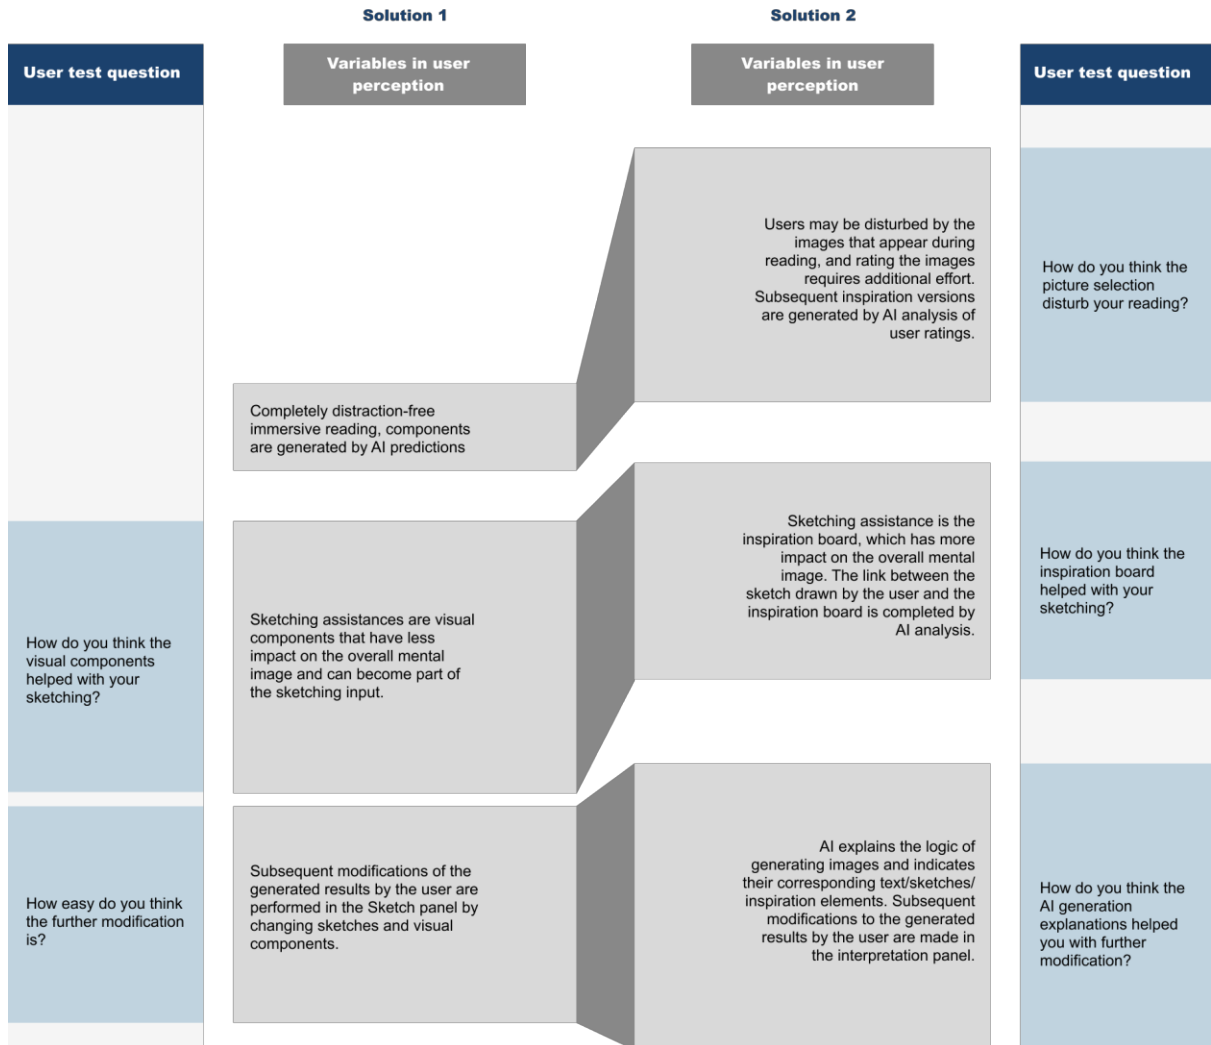 Solution 1
Solution 2
User test question
Variables in user
perception
Variables in user
perception
User test question
Users may be disturbed by the
images that appear during
reading, and rating the images
requires additional effort.
Subsequent inspiration versions
are generated by AI analysis of
user ratings.
How do you think the
picture selection
disturb your reading?
Completely distraction-free
immersive reading, components
are generated by AI predictions
Sketching assistance is the
inspiration board, which has more
impact on the overall mental
image. The link between the
sketch drawn by the user and the
inspiration board is completed by
AI analysis.
How do you think the
inspiration board
helped with your
sketching?
How do you think the
visual components
helped with your
sketching?
Sketching assistances are visual
components that have less
impact on the overall mental
image and can become part of
the sketching input.
How easy do you think
the further modification
is?
Subsequent modifications of the
generated results by the user are
performed in the Sketch panel by
changing sketches and visual
components.
AI explains the logic of
generating images and indicates
their corresponding text/sketches/
inspiration elements. Subsequent
modifications to the generated
results by the user are made in
the interpretation panel.
How do you think the
AI generation
explanations helped
you with further
modification?